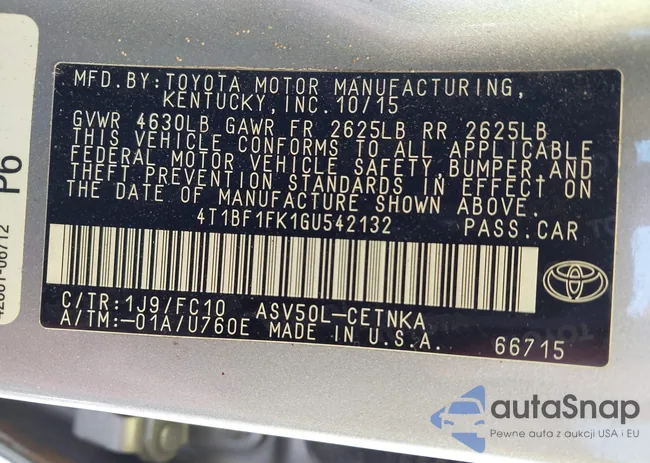 MFD.BY:TOYOTA MOTOR MANUFACTURING,
KENTUCKY,INC.10/15
GVWR 4630LB GAWR FR 2625LB RR 2625LB
THIS VEHICLE CONFORMS TO ALL APPLICABLE
FEDERAL MOTOR VEHICLE SAFETY,BUMPER,AND
THEFT PREVENTION STANDARDS IN EFFECT ON
THE DATE OF MANUFACTURE SHOWN ABOVE.
4T1BF1FK1GU542132 PASS.CAR
C/TR:1J9/FC10 ASV50L-CETNKA
A/TM:-01A/U760E MADE IN U.S.A.
66715
P6
autaSnap
Pewne auta z aukcji USA i EU